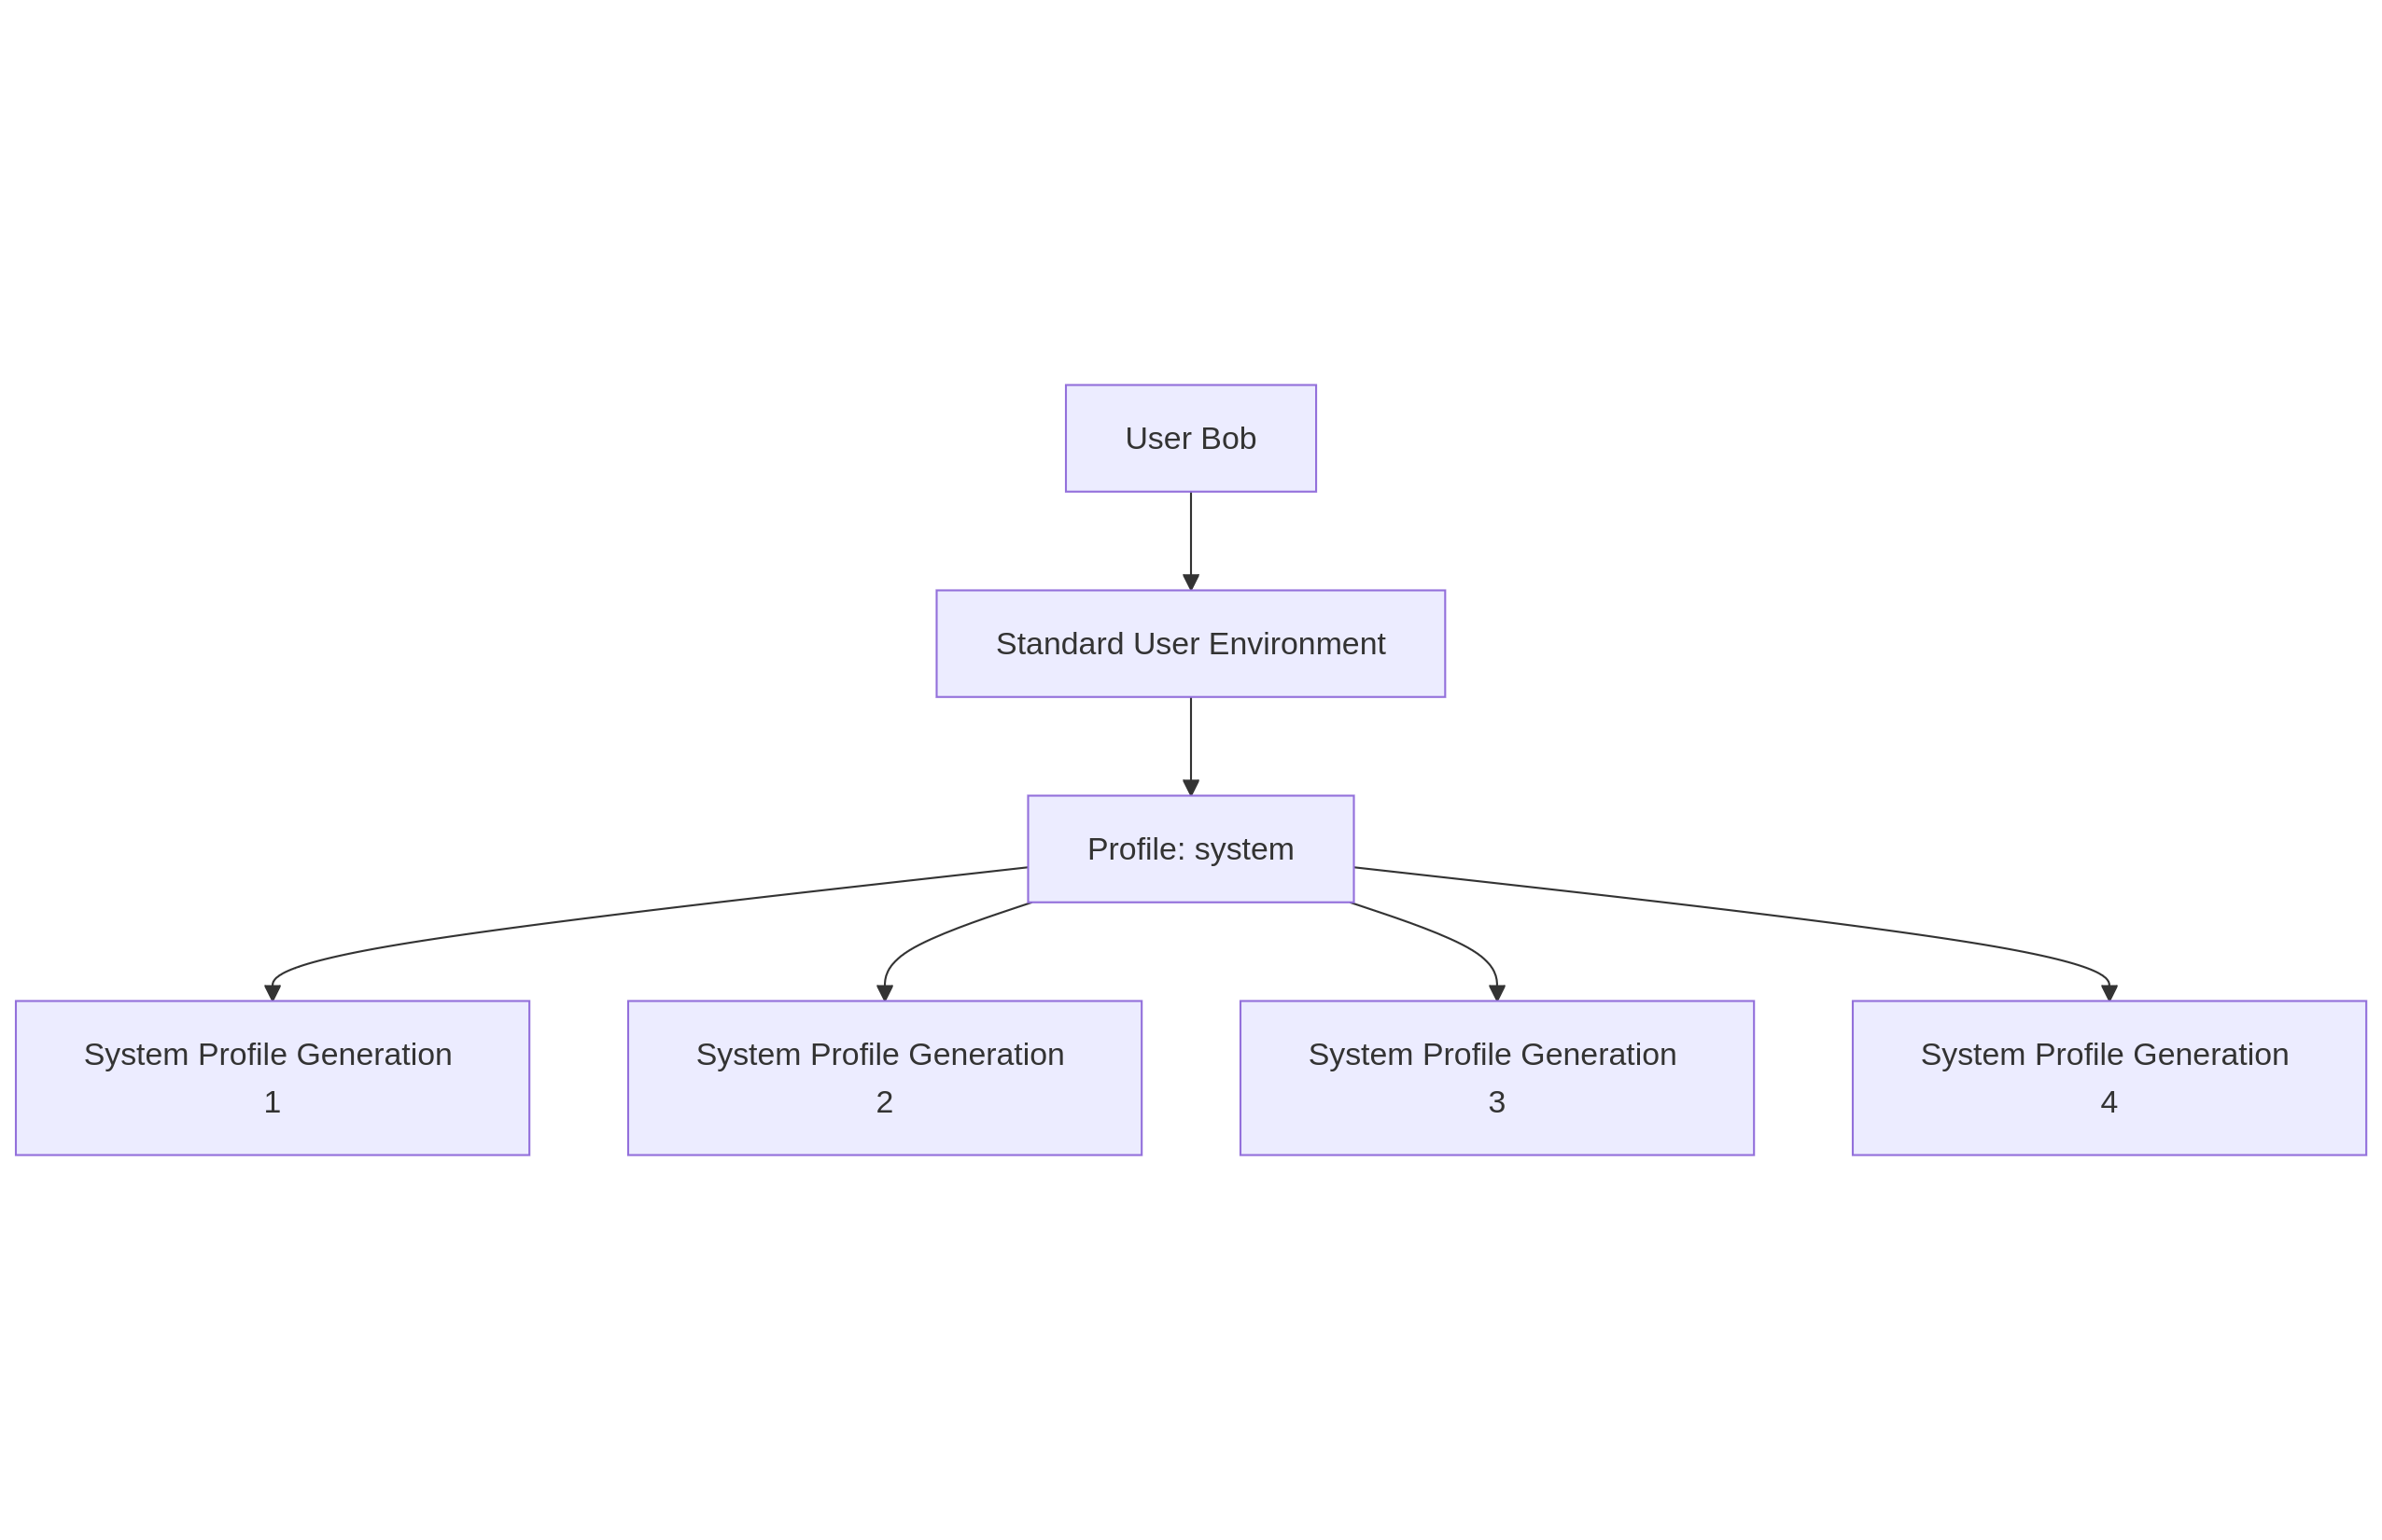 User Bob
Standard User Environment
Profile: system
System Profile Generation
1
System Profile Generation
2
System Profile Generation
3
System Profile Generation
4